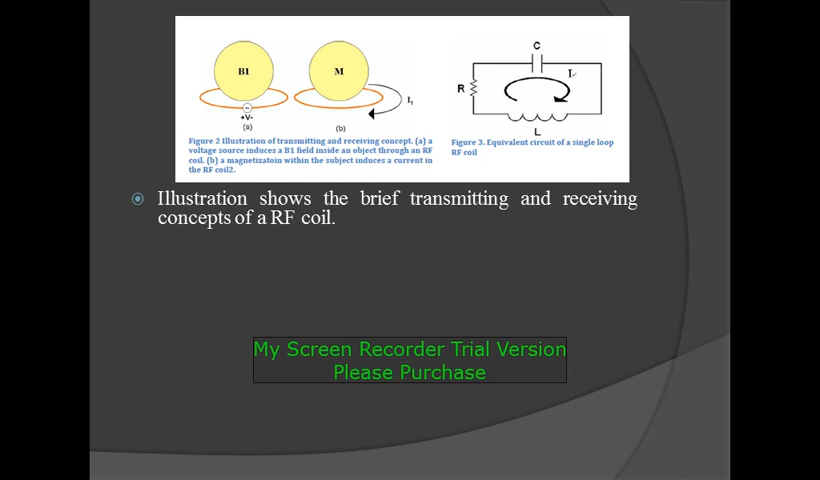 B1
+V-
(a)
M
I₁
(b)
C
R
I
L
Figure 2 Illustration of transmitting and receiving concept. (a) a
voltage source induces a B1 field inside an object through an RF
coil. (b) a magnetizatoin within the subject induces a current in
the RF coil2.
Figure 3. Equivalent circuit of a single loop
RF coil
Illustration shows the brief transmitting and receiving
concepts of a RF coil.
My Screen Recorder Trial Version
Please Purchase